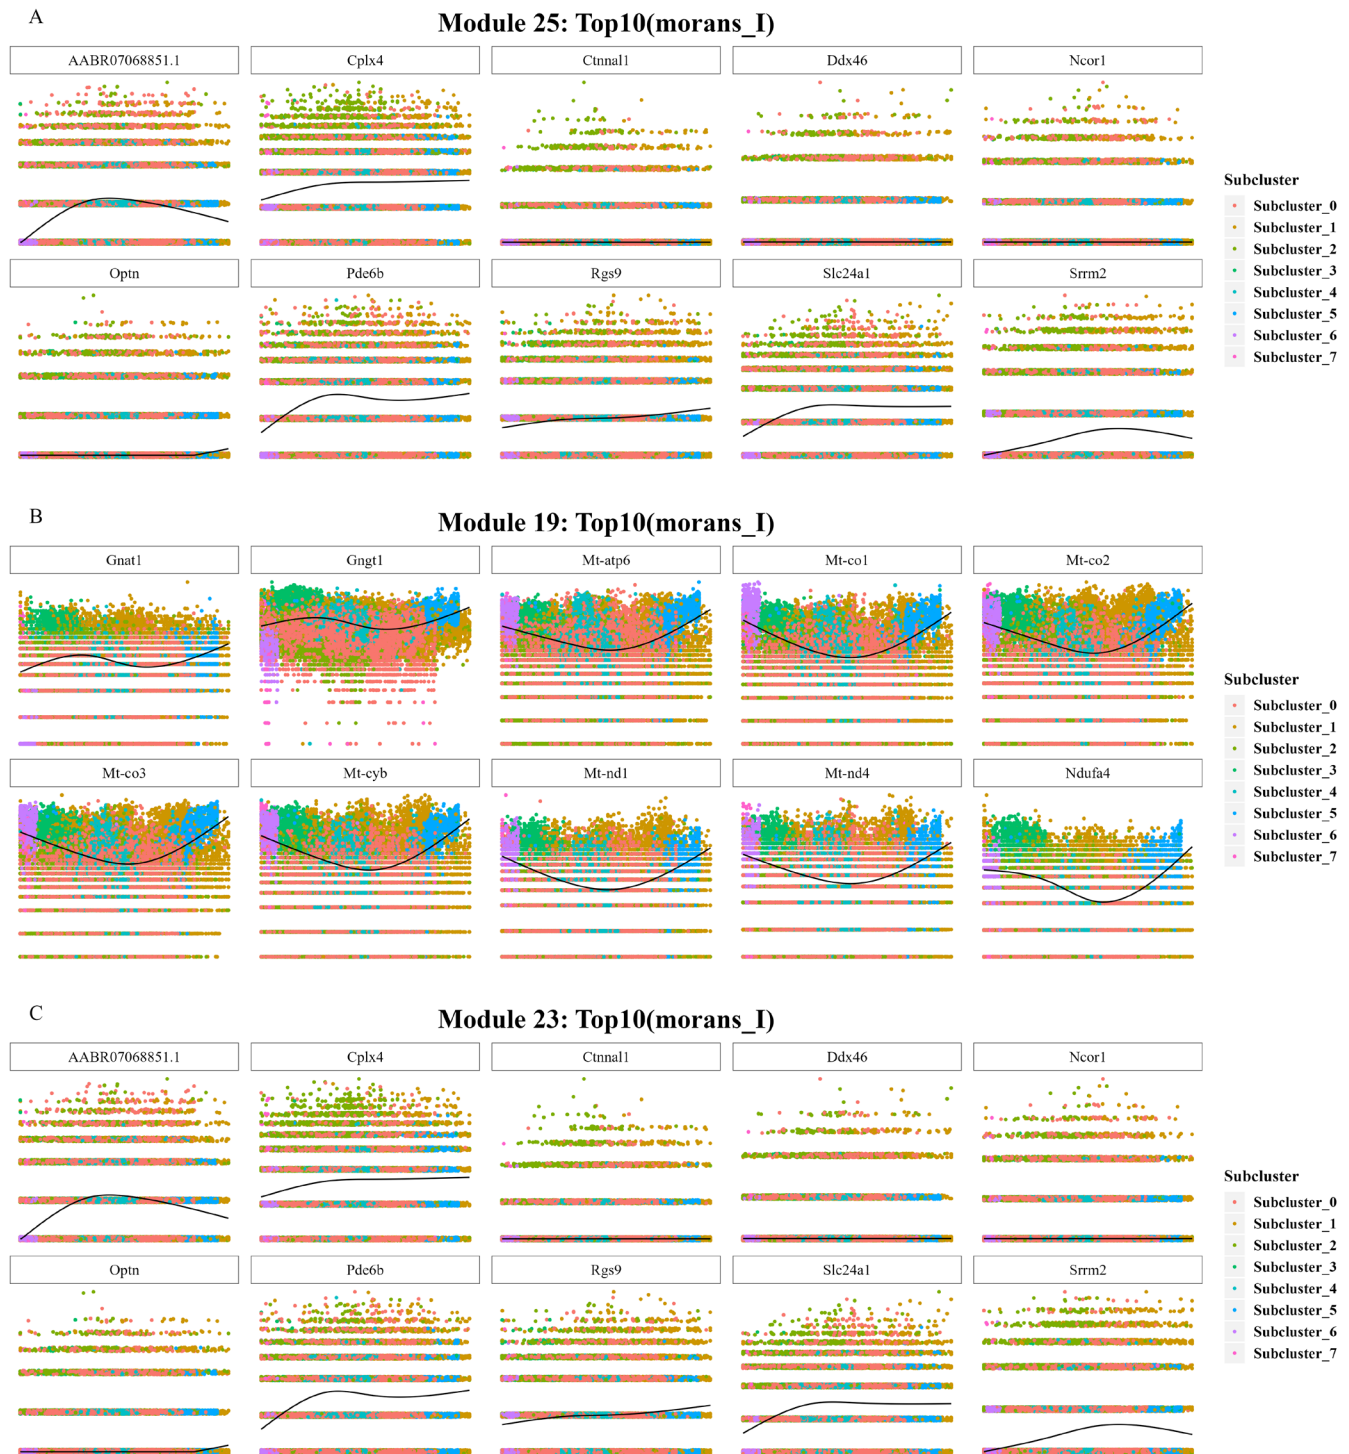 A
Module 25: Top10(morans_I)
AABR07068851.1
Cplx4
Ctnnal1
Ddx46
Ncor1
Optn
Pde6b
Rgs9
Slc24a1
Srrm2
Subcluster
Subcluster_0
Subcluster_1
Subcluster_2
Subcluster_3
Subcluster_4
Subcluster_5
Subcluster_6
Subcluster_7
B
Module 19: Top10(morans_I)
Gnat1
Gngt1
Mt-atp6
Mt-co1
Mt-co2
Mt-co3
Mt-cyb
Mt-nd1
Mt-nd4
Ndufa4
Subcluster
Subcluster_0
Subcluster_1
Subcluster_2
Subcluster_3
Subcluster_4
Subcluster_5
Subcluster_6
Subcluster_7
C
Module 23: Top10(morans_I)
AABR07068851.1
Cplx4
Ctnnal1
Ddx46
Ncor1
Optn
Pde6b
Rgs9
Slc24a1
Srrm2
Subcluster
Subcluster_0
Subcluster_1
Subcluster_2
Subcluster_3
Subcluster_4
Subcluster_5
Subcluster_6
Subcluster_7